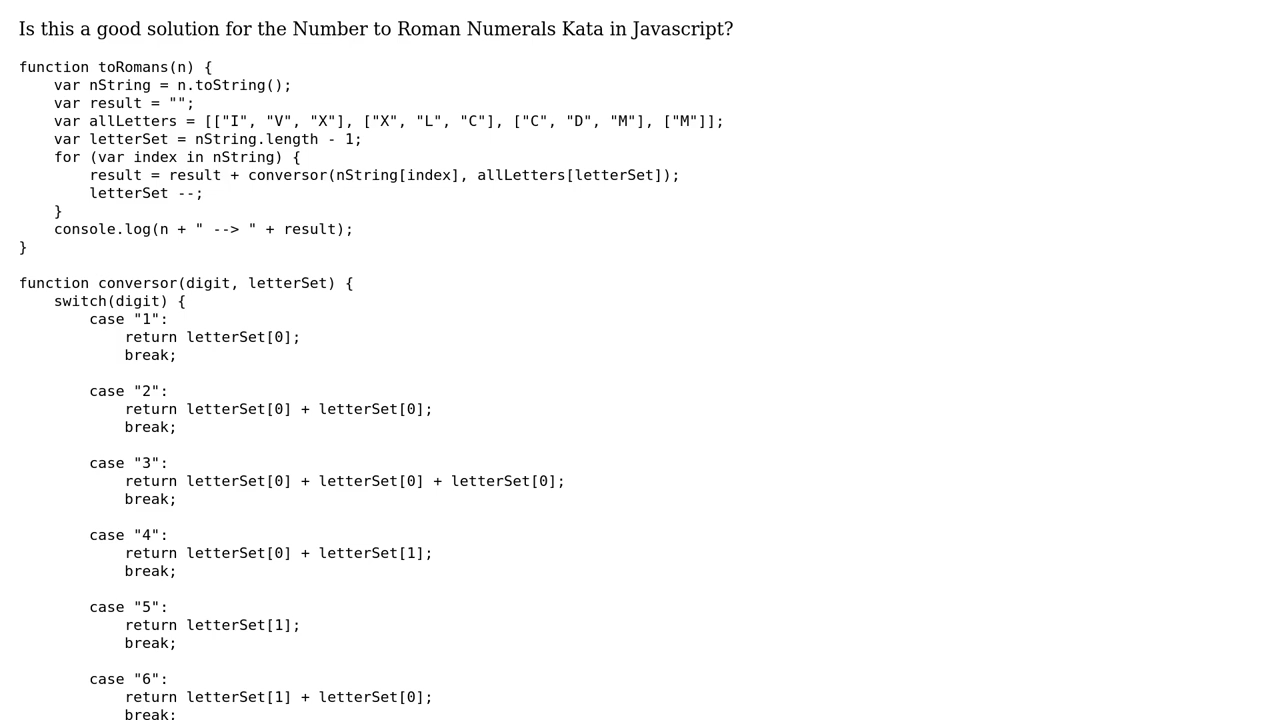 Is this a good solution for the Number to Roman Numerals Kata in Javascript?
function toRomans(n) {
    var nString = n.toString();
    var result = "";
    var allLetters = [["I", "V", "X"], ["X", "L", "C"], ["C", "D", "M"], ["M"]];
    var letterSet = nString.length - 1;
    for (var index in nString) {
        result = result + conversor(nString[index], allLetters[letterSet]);
        letterSet --;
    }
    console.log(n + " --> " + result);
}

function conversor(digit, letterSet) {
    switch(digit) {
        case "1":
            return letterSet[0];
            break;

        case "2":
            return letterSet[0] + letterSet[0];
            break;

        case "3":
            return letterSet[0] + letterSet[0] + letterSet[0];
            break;

        case "4":
            return letterSet[0] + letterSet[1];
            break;

        case "5":
            return letterSet[1];
            break;

        case "6":
            return letterSet[1] + letterSet[0];
            break;